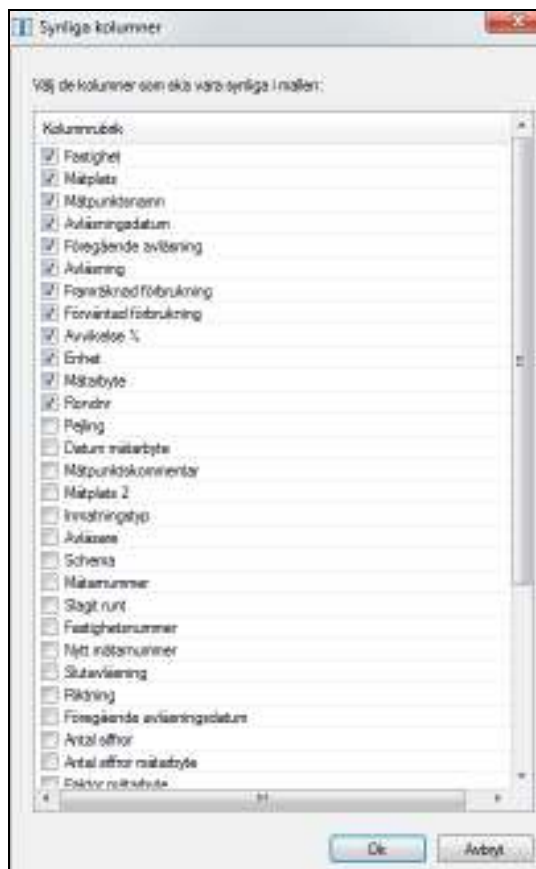 Synliga kolumner
Välj de kolumner som ska vara synliga i mallen:
Kolumnrubrik
Fastighet
Mätplats
Mätpunktsnamn
Avläsningsdatum
Föregående avläsning
Avläsning
Framräknad förbrukning
Förväntad förbrukning
Avvikelse %
Enhet
Mätarbyte
Rondnr
Pejling
Datum mätarbyte
Mätpunktskommentar
Mätplats 2
Inmatningstyp
Avläsare
Schema
Mätarnummer
Slagit runt
Fastighetsnummer
Nytt mätarnummer
Slutavläsning
Riktning
Föregående avläsningsdatum
Antal siffror
Antal siffror mätarbyte
Faktor mätarbyte
Ok
Avbryt